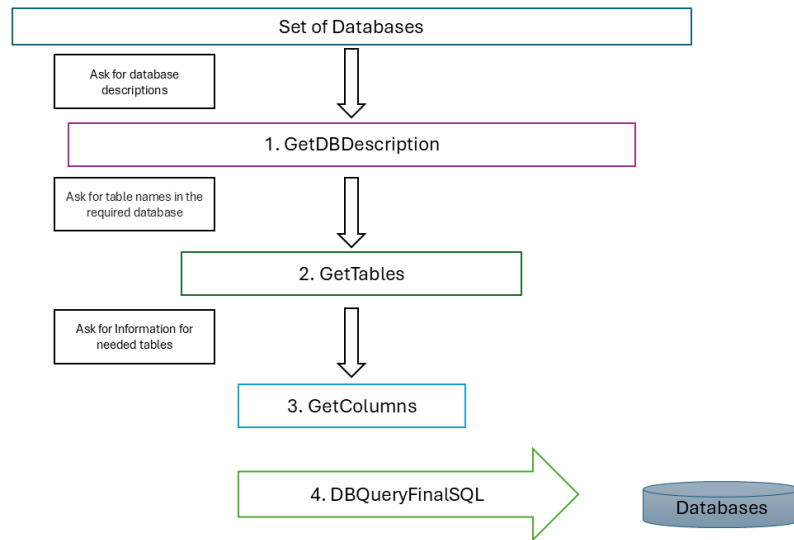 Set of Databases
Ask for database
descriptions
1. GetDBDescription
Ask for table names in the
required database
2. GetTables
Ask for Information for
needed tables
3. GetColumns
4. DBQueryFinalSQL
Databases